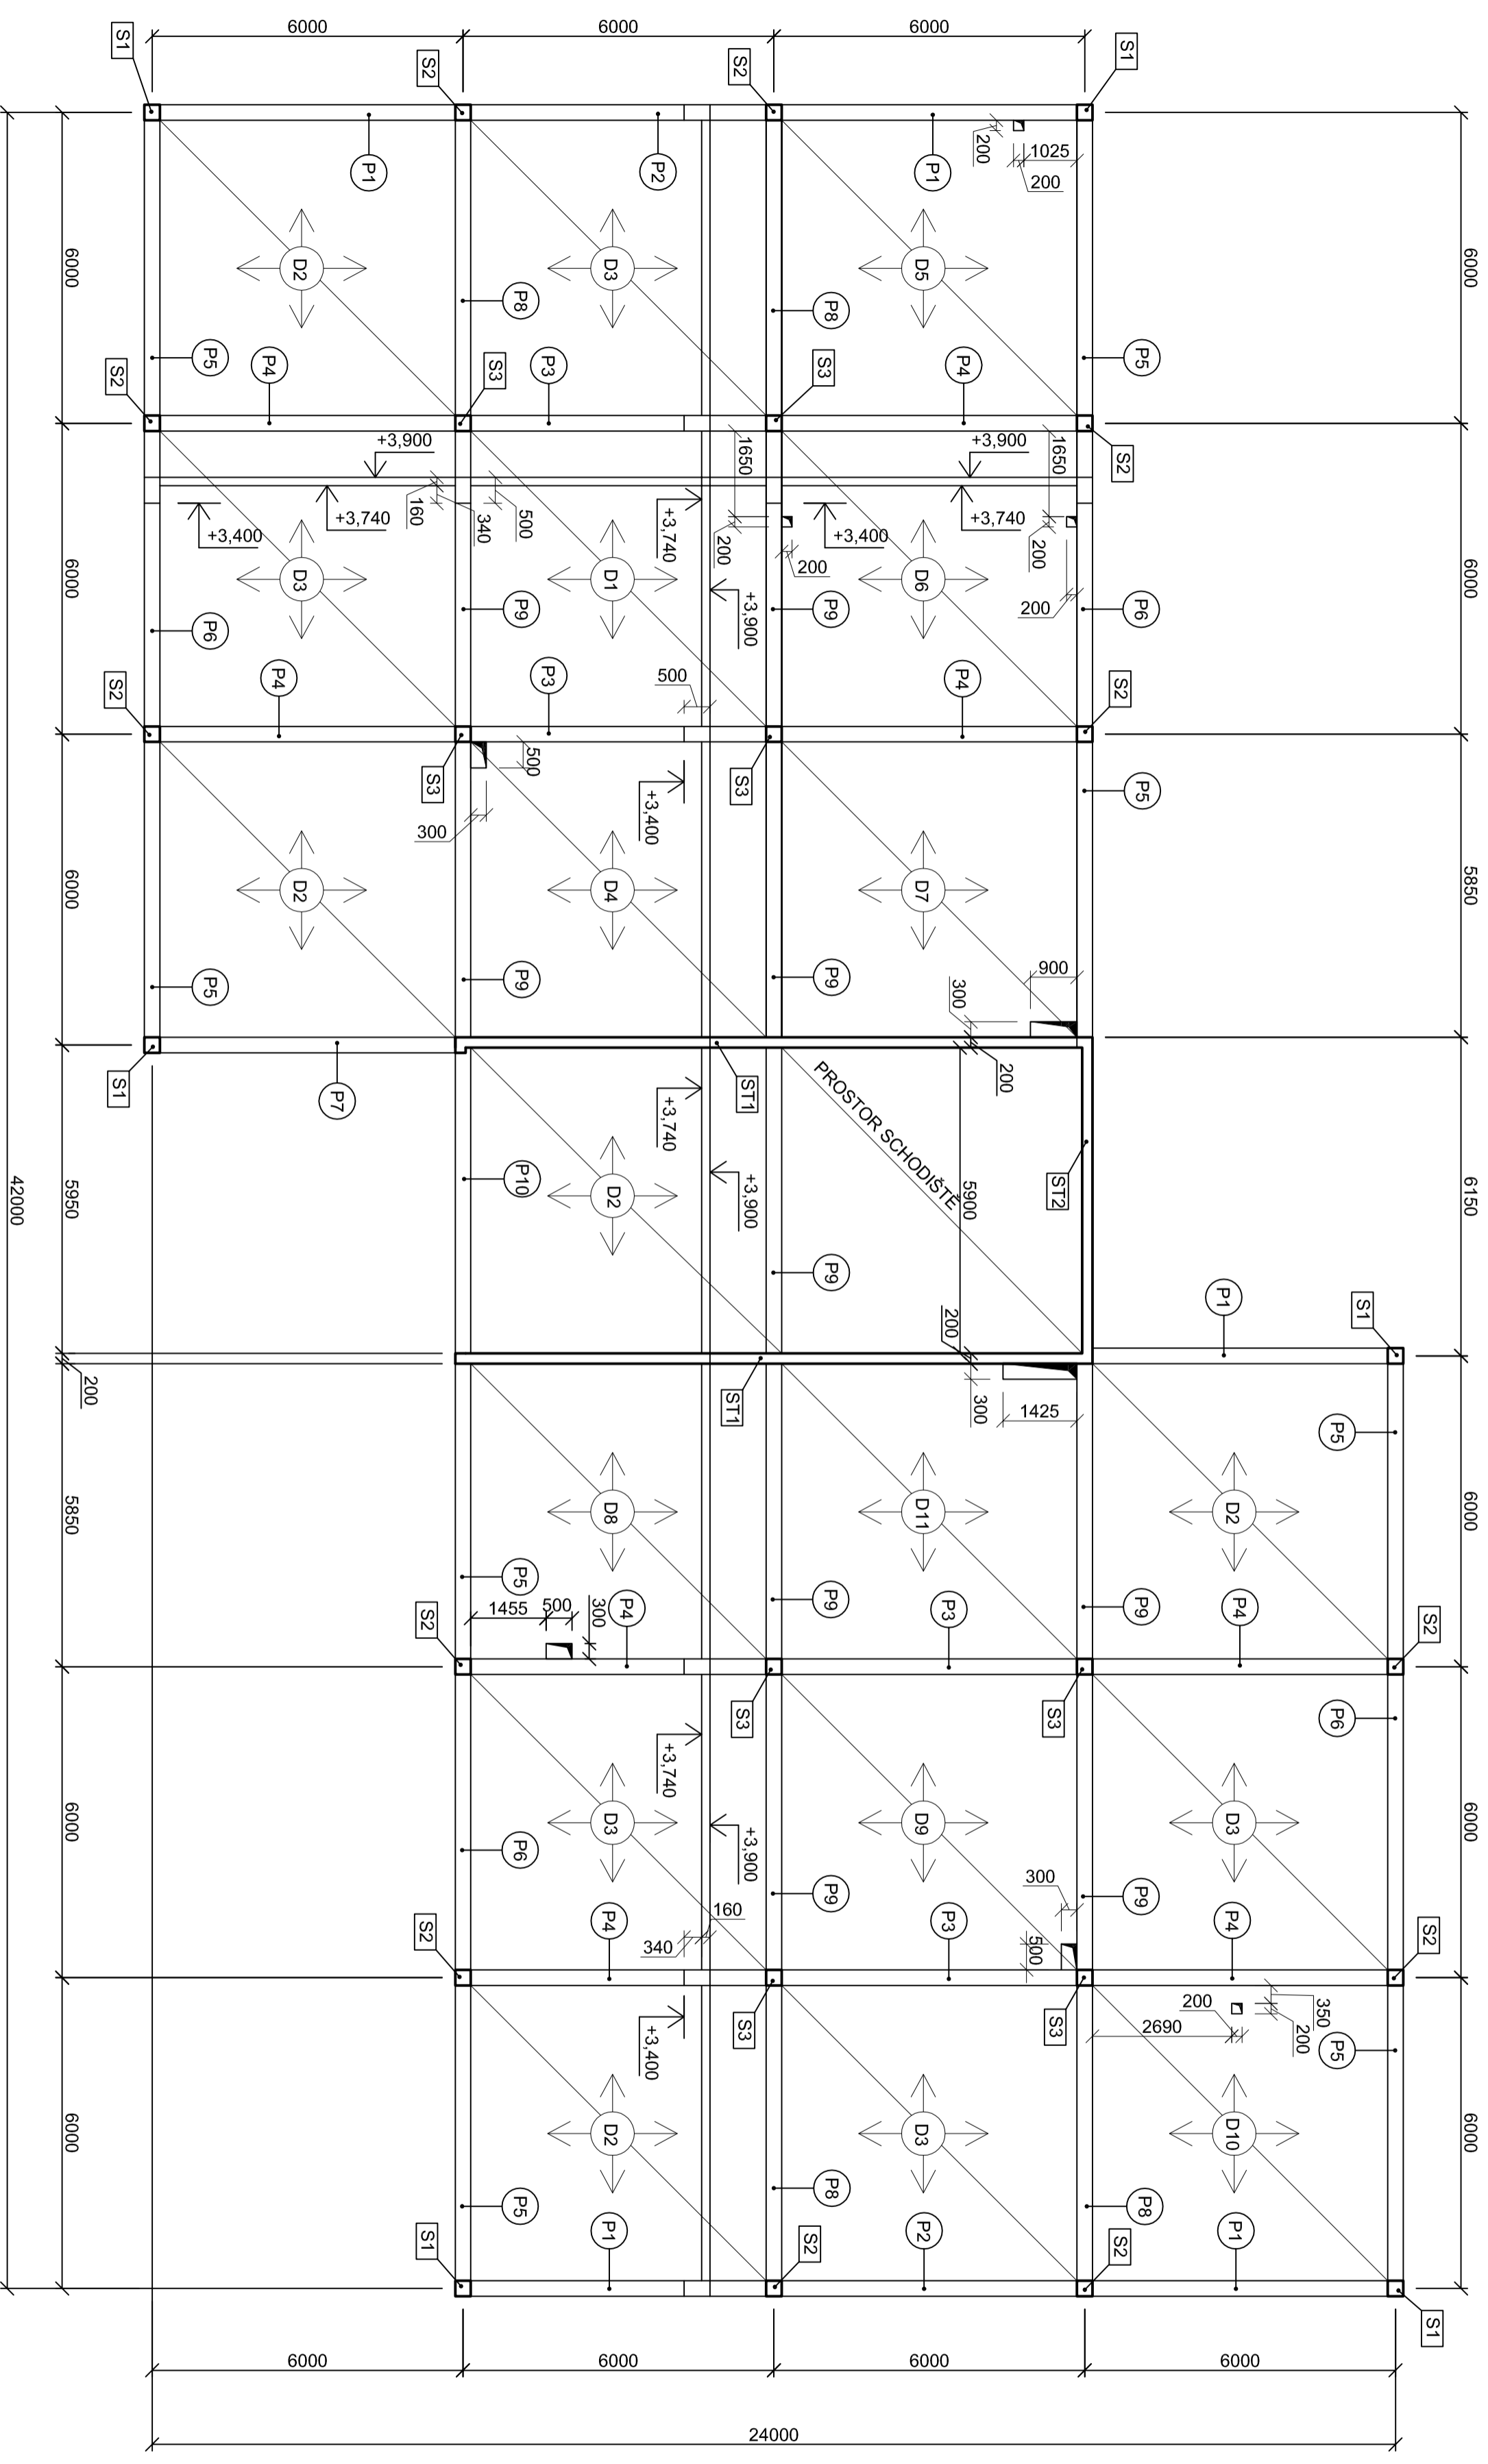 6000
6000
6000
S1
S2
S2
S1
P1
P2
P1
200
1025
200
6000
D2
D3
D5
6000
P8
P8
P5
P4
P3
P4
P5
S2
S3
S3
S2
+3,900
+3,900
1650
1650
160
340
500
+3,740
+3,740
+3,740
+3,400
+3,400
200
200
200
200
6000
D3
D1
D6
6000
P6
P9
+3,900
P9
P6
S2
P4
P3
500
P4
S2
S3
500
S3
P5
300
+3,400
6000
D2
D4
D7
5850
P5
P9
P9
900
300
S1
P7
ST1
200
+3,740
PROSTOR SCHODIŠTĚ
5900
ST2
42000
5950
P10
D2
+3,900
P9
6150
200
P1
S1
200
ST1
300
1425
P5
5850
D8
D11
D2
6000
P5
P9
P9
S2
1455
500
300
P4
P3
P4
S2
S3
S3
+3,740
P6
6000
D3
D9
D3
6000
P6
+3,900
P9
P9
300
S2
P4
340
160
P3
500
P4
S2
S3
S3
+3,400
2690
200
350
200
P5
6000
D2
D3
D10
6000
P5
P8
P8
S1
P1
S2
P2
S2
P1
S1
6000
6000
6000
6000
24000